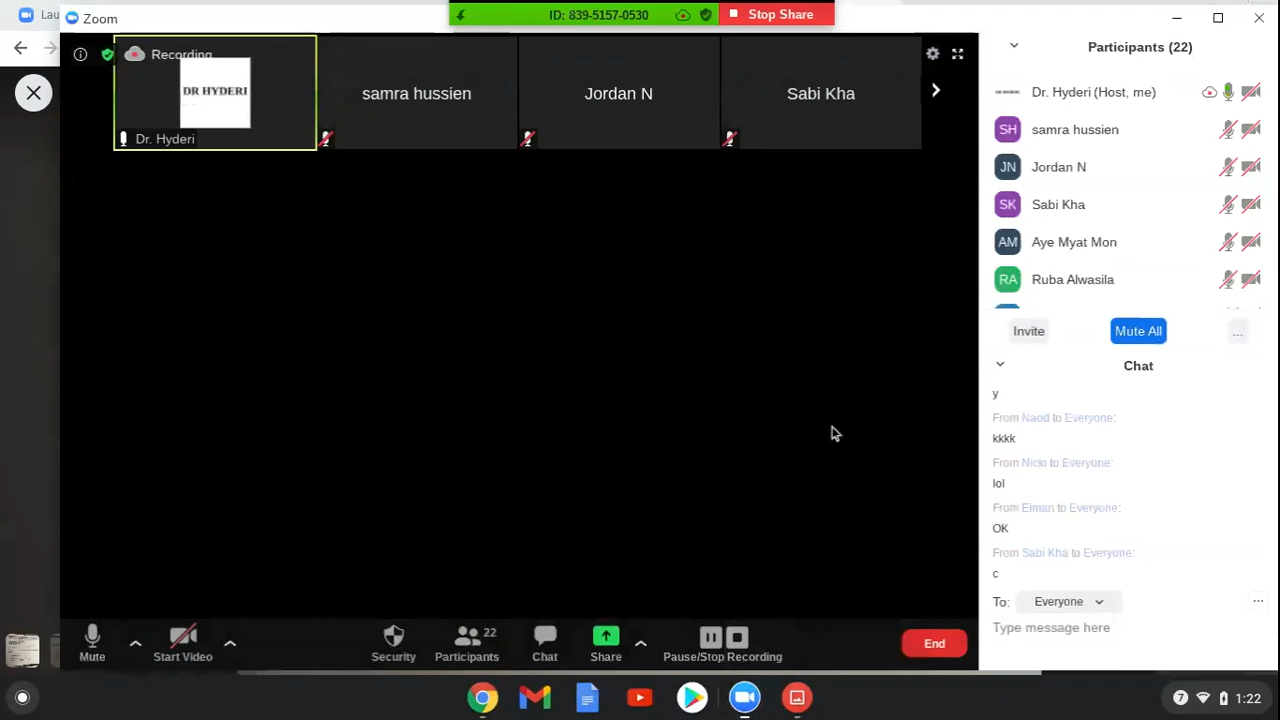 Lau
Zoom
ID: 839-5157-0530
Stop Share
Recording
DR HYDERI
Dr. Hyderi
samra hussien
Jordan N
Sabi Kha
Participants (22)
Dr. Hyderi (Host, me)
SH samra hussien
JN Jordan N
SK Sabi Kha
AM Aye Myat Mon
RA Ruba Alwasila
Invite
Mute All
...
Chat
y
From Naod to Everyone:
kkkk
From Nico to Everyone:
lol
From Eiman to Everyone:
OK
From Sabi Kha to Everyone:
c
To: Everyone
...
Type message here
Mute
Start Video
Security
Participants 22
Chat
Share
Pause/Stop Recording
End
7
1:22